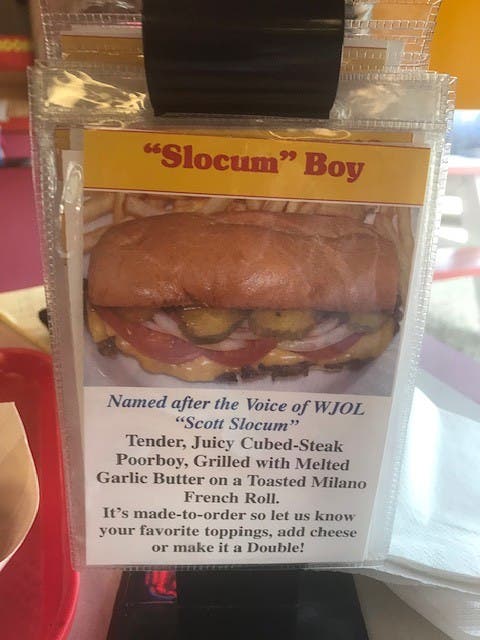 "Slocum" Boy
Named after the Voice of WJOL
"Scott Slocum"
Tender, Juicy Cubed-Steak
Poorboy, Grilled with Melted
Garlic Butter on a Toasted Milano
French Roll.
It's made-to-order so let us know
your favorite toppings, add cheese
or make it a Double!